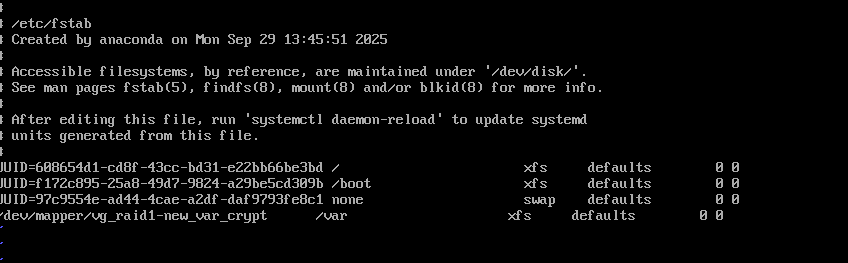 #
# /etc/fstab
# Created by anaconda on Mon Sep 29 13:45:51 2025
#
# Accessible filesystems, by reference, are maintained under '/dev/disk/'.
# See man pages fstab(5), findfs(8), mount(8) and/or blkid(8) for more info.
#
# After editing this file, run 'systemctl daemon-reload' to update systemd
# units generated from this file.
#
UUID=608654d1-cd8f-43cc-bd31-e22bb66be3bd / xfs defaults 0 0
UUID=f172c895-25a8-49d7-9824-a29be5cd309b /boot xfs defaults 0 0
UUID=97c9554e-ad44-4cae-a2df-daf9793fe8c1 none swap defaults 0 0
/dev/mapper/vg_raid1-new_var_crypt /var xfs defaults 0 0
~
~
~